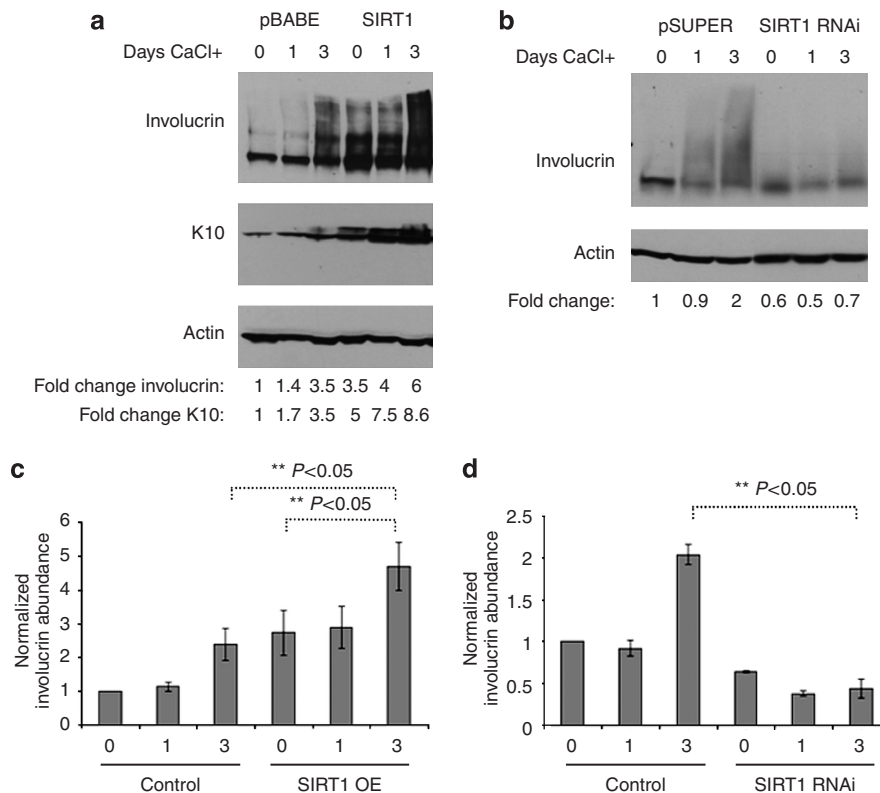 a
pBABE SIRT1
Days CaCl+ 0 1 3 0 1 3
Involucrin
K10
Actin
Fold change involucrin: 1 1.4 3.5 3.5 4 6
Fold change K10: 1 1.7 3.5 5 7.5 8.6
b
pSUPER SIRT1 RNAi
Days CaCl+ 0 1 3 0 1 3
Involucrin
Actin
Fold change: 1 0.9 2 0.6 0.5 0.7
c
** P<0.05
** P<0.05
Normalized
involucrin abundance
6
5
4
3
2
1
0
0 1 3 0 1 3
Control SIRT1 OE
d
** P<0.05
Normalized
involucrin abundance
2.5
2
1.5
1
0.5
0
0 1 3 0 1 3
Control SIRT1 RNAi